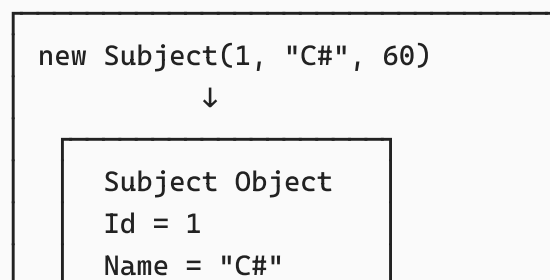 new Subject(1, "C#", 60)
↓
Subject Object
Id = 1
Name = "C#"